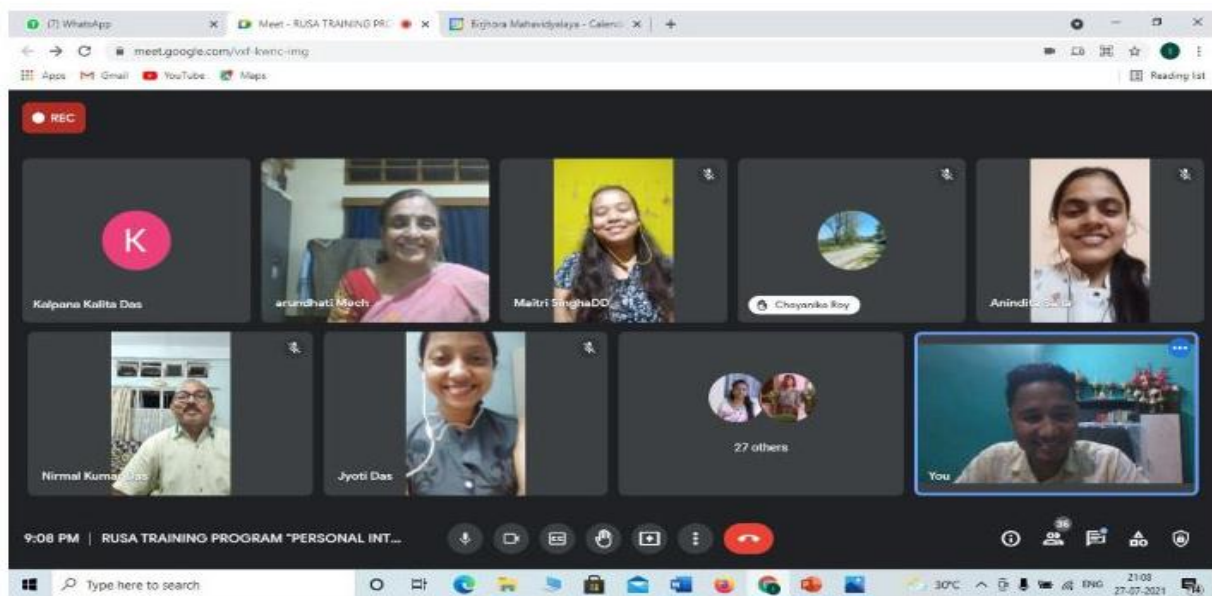 (7) WhatsApp
Meet - RUSA TRAINING PRO
Bijhora Mahavidyalaya - Calend
meet.google.com/vxf-kwnc-img
Apps
Gmail
YouTube
Maps
Reading list
REC
K
Kalpana Kalita Das
arundhati Mech
Maitri SinghaDD
Chayanika Roy
Anindita
Nirmal Kumar Das
Jyoti Das
27 others
You
9:08 PM | RUSA TRAINING PROGRAM "PERSONAL INT...
36
Type here to search
30°C
ENG
21:08
27-07-2021